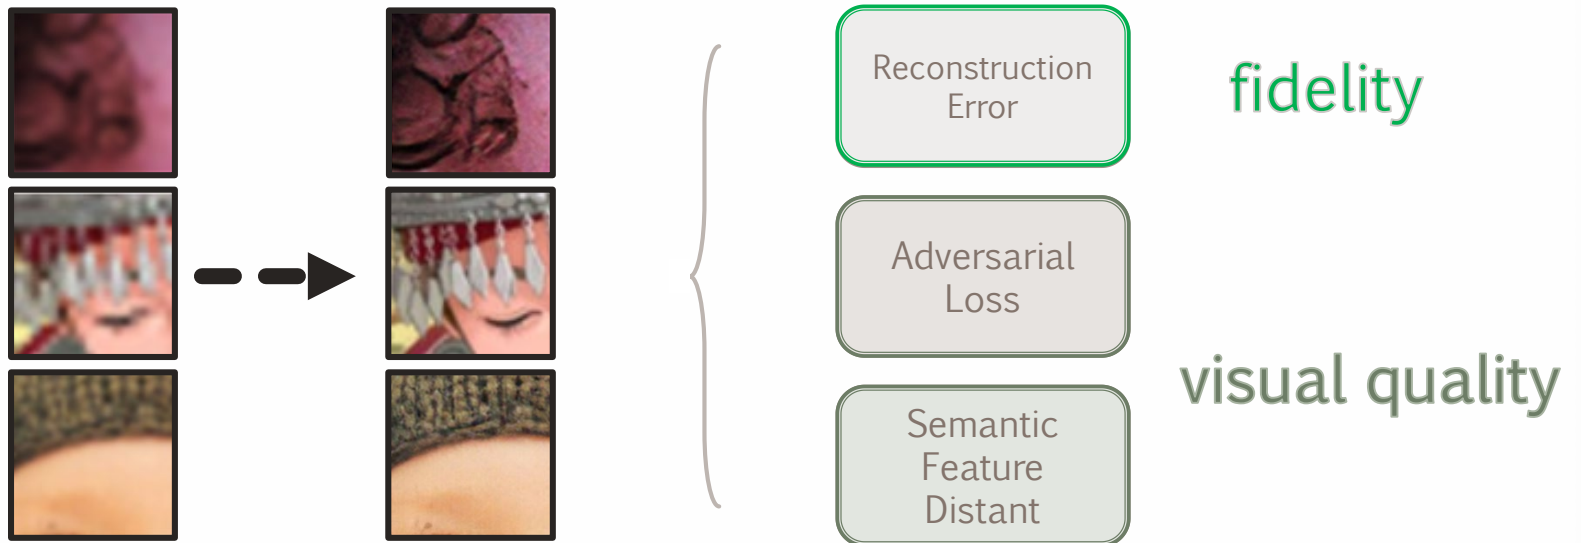 Reconstruction
Error
fidelity
Adversarial
Loss
visual quality
Semantic
Feature
Distant